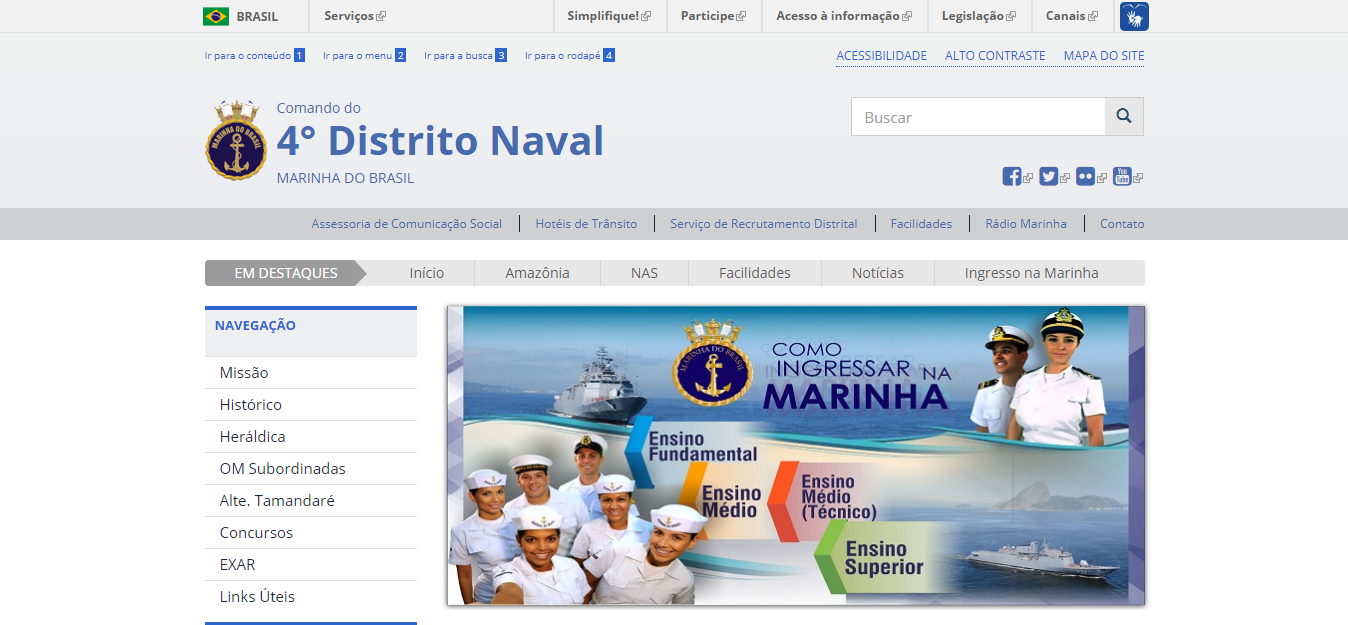 BRASIL
Serviços
Simplifique!
Participe
Acesso à informação
Legislação
Canais
Ir para o conteúdo 1
Ir para o menu 2
Ir para a busca 3
Ir para o rodapé 4
ACESSIBILIDADE
ALTO CONTRASTE
MAPA DO SITE
MARINHA DO BRASIL
Comando do
4° Distrito Naval
MARINHA DO BRASIL
Buscar
You
Tube
Assessoria de Comunicação Social
Hotéis de Trânsito
Serviço de Recrutamento Distrital
Facilidades
Rádio Marinha
Contato
EM DESTAQUES
Início
Amazônia
NAS
Facilidades
Notícias
Ingresso na Marinha
NAVEGAÇÃO
Missão
Histórico
Heráldica
OM Subordinadas
Alte. Tamandaré
Concursos
EXAR
Links Úteis
MARINHA DO BRASIL
COMO
INGRESSAR NA
MARINHA
Ensino
Fundamental
Ensino
Médio
Ensino
Médio
(Técnico)
Ensino
Superior